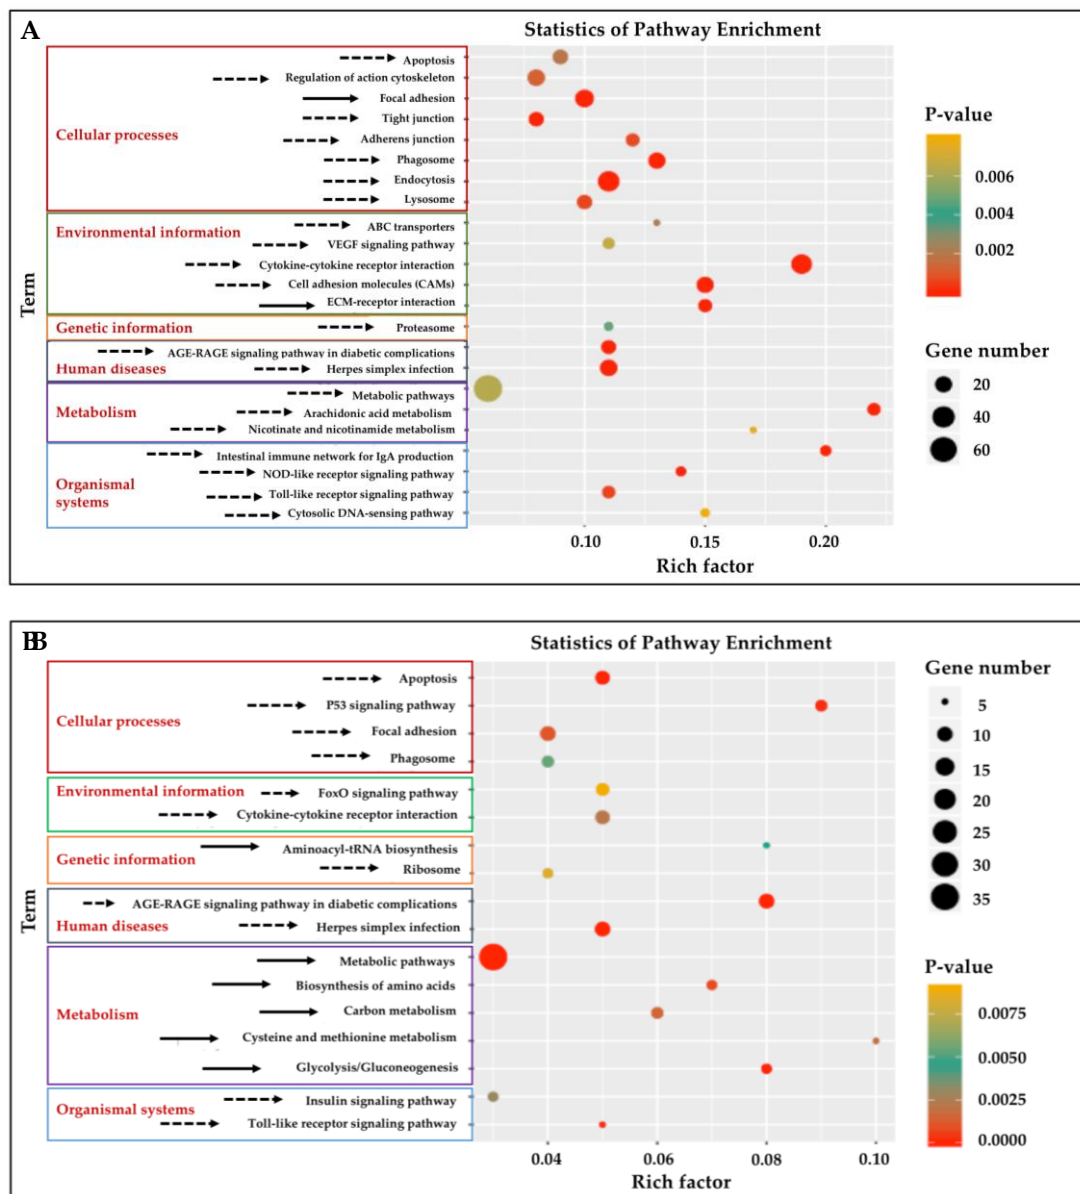 A
Statistics of Pathway Enrichment
Term
Cellular processes
Apoptosis
Regulation of action cytoskeleton
Focal adhesion
Tight junction
Adherens junction
Phagosome
Endocytosis
Lysosome
Environmental information
ABC transporters
VEGF signaling pathway
Cytokine-cytokine receptor interaction
Cell adhesion molecules (CAMs)
ECM-receptor interaction
Genetic information
Proteasome
AGE-RAGE signaling pathway in diabetic complications
Human diseases
Herpes simplex infection
Metabolism
Metabolic pathways
Arachidonic acid metabolism
Nicotinate and nicotinamide metabolism
Organismal
systems
Intestinal immune network for IgA production
NOD-like receptor signaling pathway
Toll-like receptor signaling pathway
Cytosolic DNA-sensing pathway
0.10 0.15 0.20
Rich factor
P-value
0.006
0.004
0.002
Gene number
20
40
60
BB
Statistics of Pathway Enrichment
Term
Cellular processes
Apoptosis
P53 signaling pathway
Focal adhesion
Phagosome
Environmental information
FoxO signaling pathway
Cytokine-cytokine receptor interaction
Genetic information
Aminoacyl-tRNA biosynthesis
Ribosome
AGE-RAGE signaling pathway in diabetic complications
Human diseases
Herpes simplex infection
Metabolism
Metabolic pathways
Biosynthesis of amino acids
Carbon metabolism
Cysteine and methionine metabolism
Glycolysis/Gluconeogenesis
Organismal systems
Insulin signaling pathway
Toll-like receptor signaling pathway
0.04 0.06 0.08 0.10
Rich factor
Gene number
5
10
15
20
25
30
35
P-value
0.0075
0.0050
0.0025
0.0000